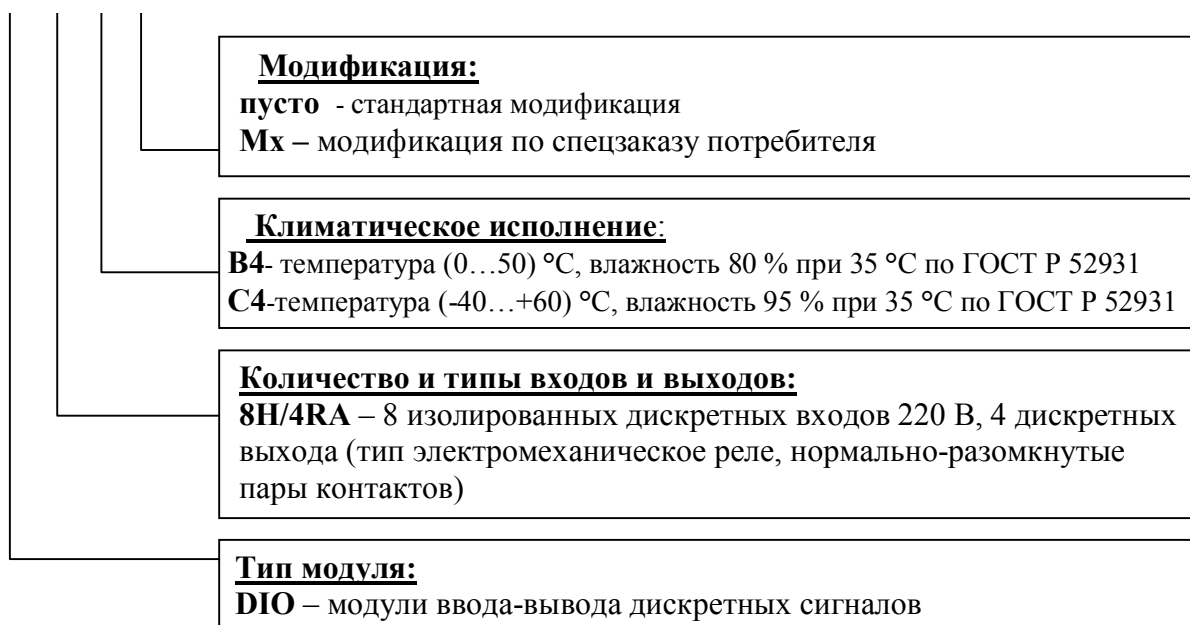 Модификация:
пусто - стандартная модификация
Мх – модификация по спецзаказу потребителя
Климатическое исполнение:
В4- температура (0…50) °С, влажность 80 % при 35 °С по ГОСТ Р 52931
С4-температура (-40…+60) °С, влажность 95 % при 35 °С по ГОСТ Р 52931
Количество и типы входов и выходов:
8H/4RA – 8 изолированных дискретных входов 220 В, 4 дискретных
выхода (тип электромеханическое реле, нормально-разомкнутые
пары контактов)
Тип модуля:
DIO – модули ввода-вывода дискретных сигналов